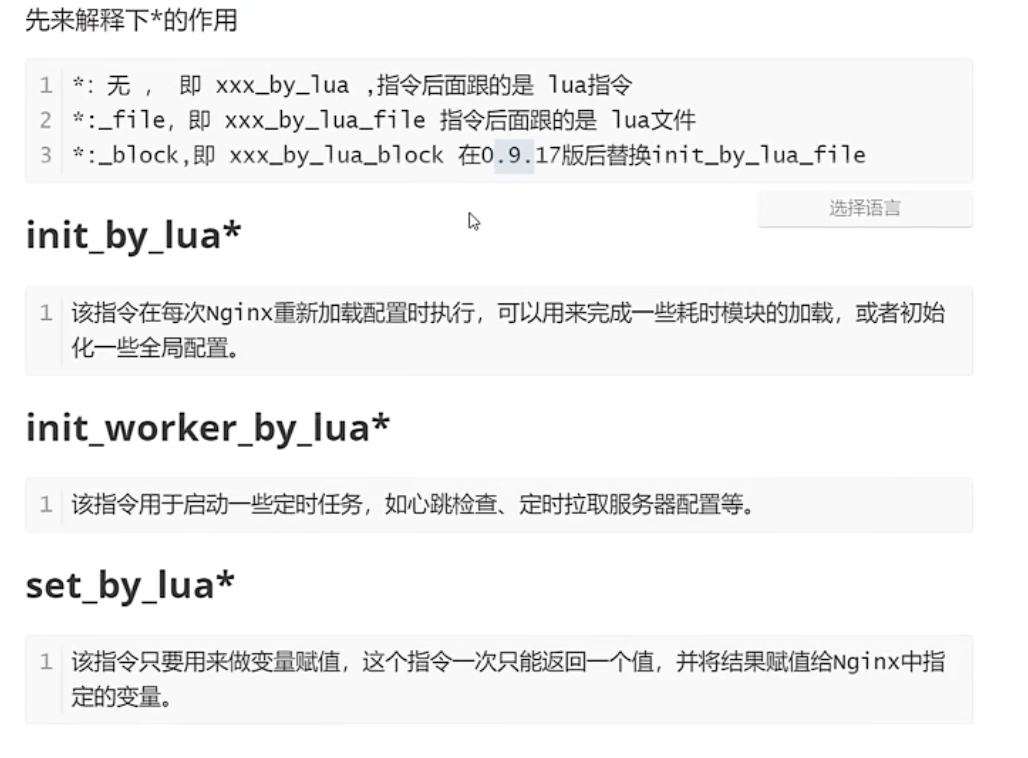 先来解释下*的作用
1 *：无 ， 即 xxx_by_lua ,指令后面跟的是 lua指令
2 *:_file，即 xxx_by_lua_file 指令后面跟的是 lua文件
3 *:_block,即 xxx_by_lua_block 在0.9.17版后替换init_by_lua_file
选择语言
init_by_lua*
1 该指令在每次Nginx重新加载配置时执行，可以用来完成一些耗时模块的加载，或者初始
化一些全局配置。
init_worker_by_lua*
1 该指令用于启动一些定时任务，如心跳检查、定时拉取服务器配置等。
set_by_lua*
1 该指令只要用来做变量赋值，这个指令一次只能返回一个值，并将结果赋值给Nginx中指
定的变量。